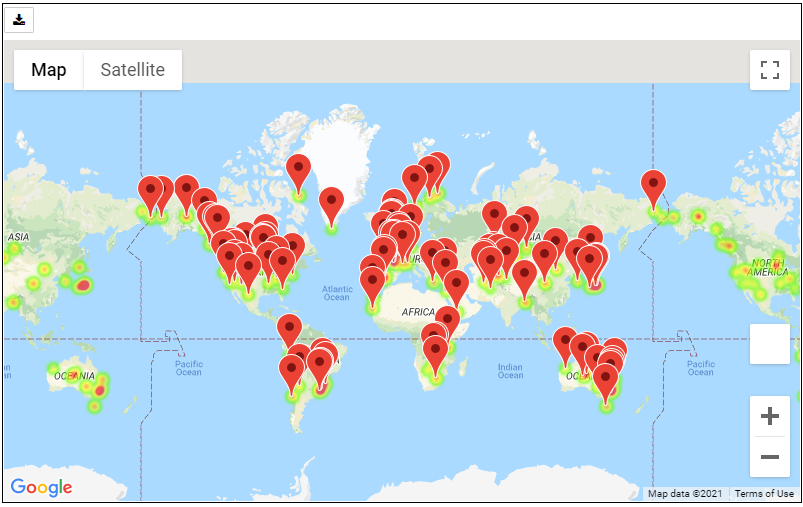 Map
Satellite
ASIA
ASIA
NORTH
AMERICA
Atlantic
Ocean
AFRICA
Pacific
Ocean
OCEANIA
Indian
Ocean
Pacific
Ocean
Google
Map data ©2021
Terms of Use